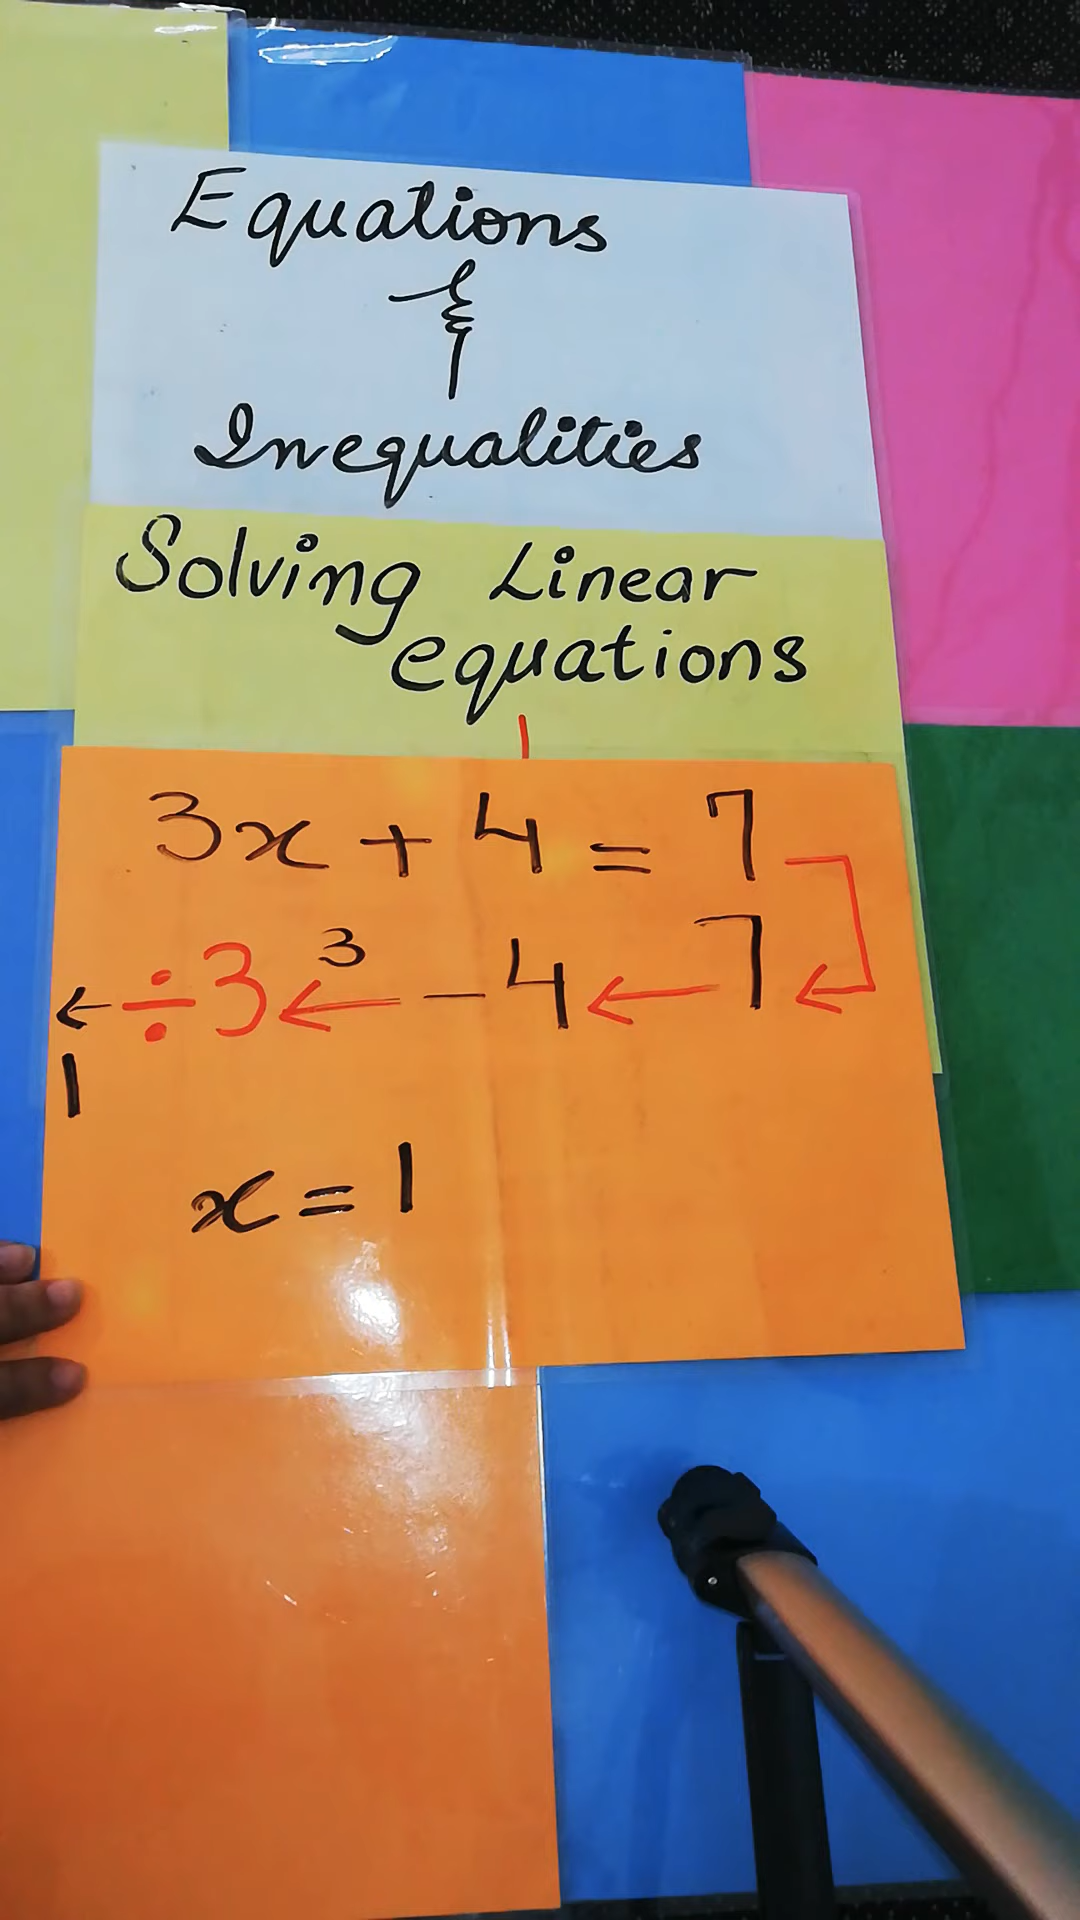 Equations
&
Inequalities
Solving Linear
equations
3x + 4 = 7
← ÷3 ←3 − 4 ← 7
1
x = 1